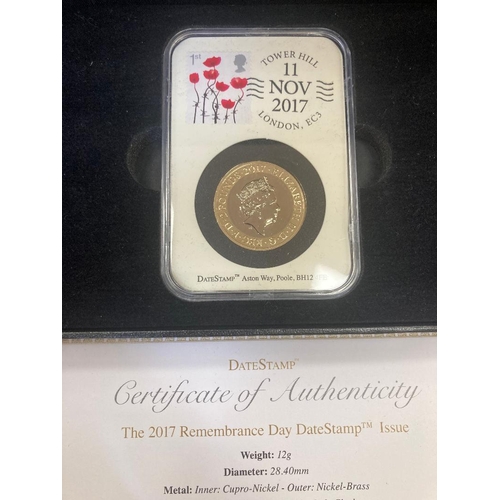 1st
TOWER HILL
11
NOV
2017
LONDON, EC3
DATESTAMP™ Aston Way, Poole, BH12
DATESTAMP™
Certificate of Authenticity
The 2017 Remembrance Day DateStamp™ Issue
Weight: 12g
Diameter: 28.40mm
Metal: Inner: Cupro-Nickel - Outer: Nickel-Brass